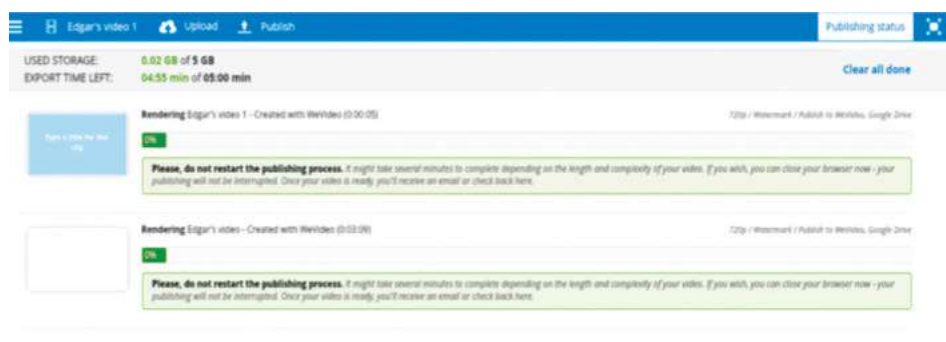 Edgar's video 1 Upload Publish Publishing status
USED STORAGE: 0.02 GB of 5 GB
EXPORT TIME LEFT: 04:55 min of 05:00 min
Clear all done
Type a title for the
clip
Rendering Edgar's video 1 - Created with WeVideo (0:00:05) 720p / Watermark / Publish to WeVideo, Google Drive
0%
Please, do not restart the publishing process. It might take several minutes to complete depending on the length and complexity of your video. If you wish, you can close your browser now - your
publishing will not be interrupted. Once your video is ready, you'll receive an email or check back here.
Rendering Edgar's video - Created with WeVideo (0:03:09) 720p / Watermark / Publish to WeVideo, Google Drive
0%
Please, do not restart the publishing process. It might take several minutes to complete depending on the length and complexity of your video. If you wish, you can close your browser now - your
publishing will not be interrupted. Once your video is ready, you'll receive an email or check back here.